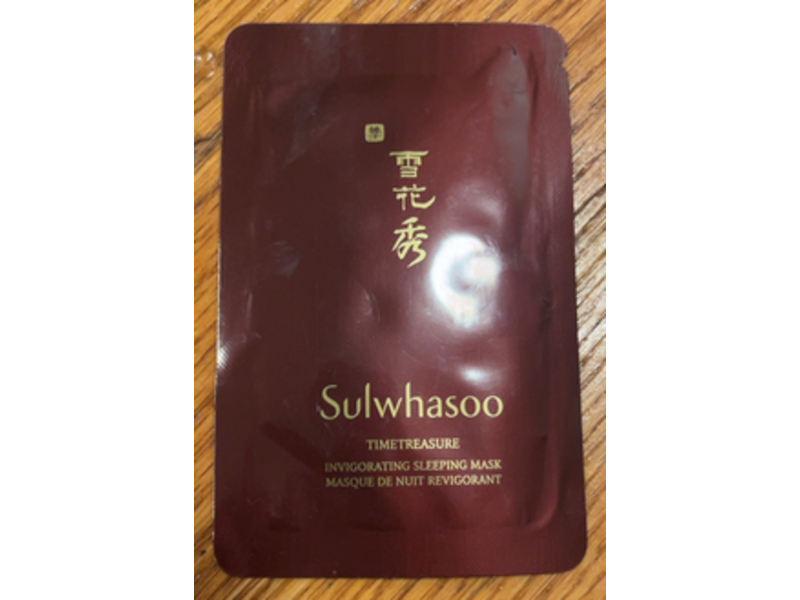 雪
花
秀
Sulwhasoo
TIMETREASURE
INVIGORATING SLEEPING MASK
MASQUE DE NUIT REVIGORANT